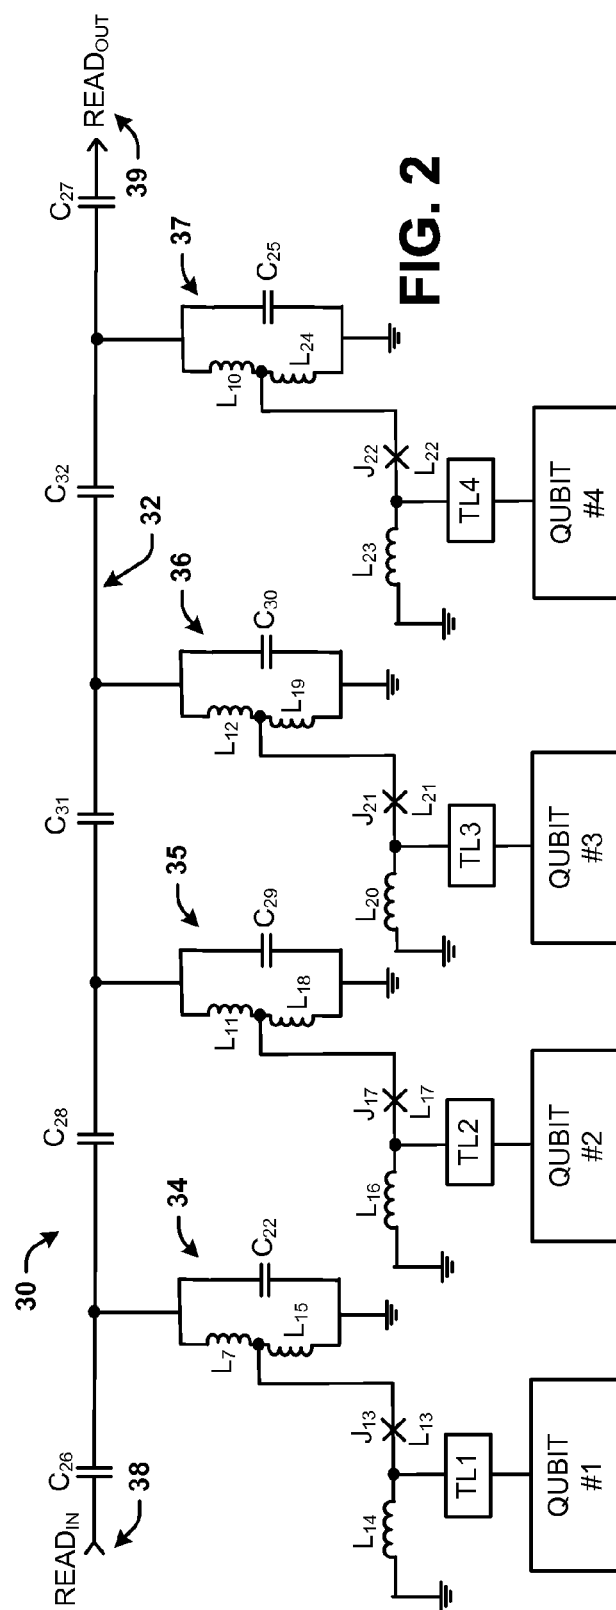 30
32
READIN
38
C26
C28
C31
C32
C27
READOUT
39
34
L7
L15
C22
35
L11
L18
C29
36
L12
L19
C30
37
L10
L24
C25
L14
J13
L13
TL1
QUBIT
#1
L16
J17
L17
TL2
QUBIT
#2
L20
J21
L21
TL3
QUBIT
#3
L23
J22
L22
TL4
QUBIT
#4
FIG. 2